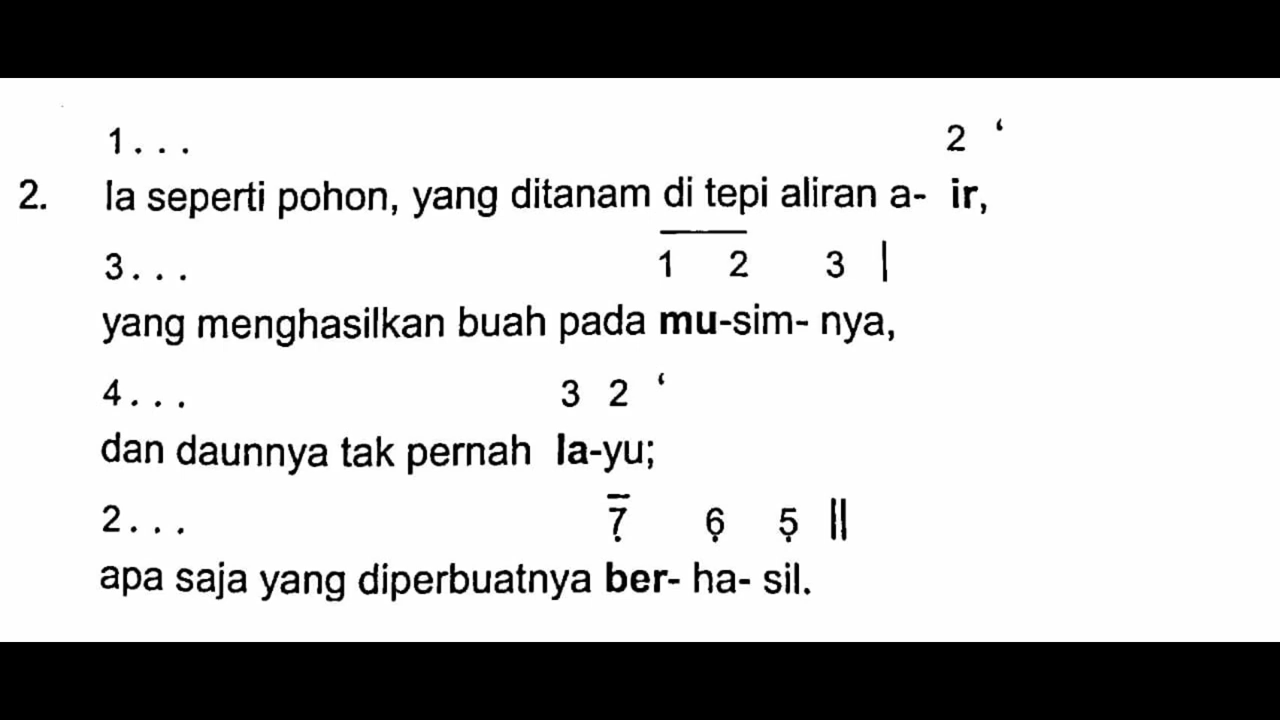 1 . . . 2 ‘
2. Ia seperti pohon, yang ditanam di tepi aliran a- ir,
3 . . . 1 2 3 |
yang menghasilkan buah pada mu-sim- nya,
4 . . . 3 2 ‘
dan daunnya tak pernah la-yu;
2 . . . 7̣̅ 6̣ 5̣ ||
apa saja yang diperbuatnya ber- ha- sil.